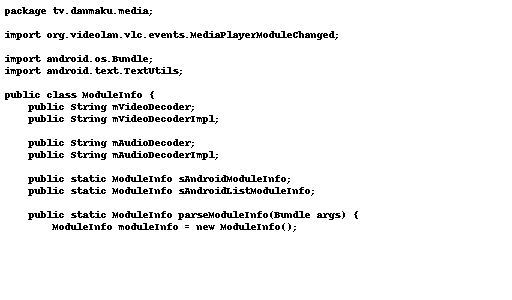 package tv.danmaku.media;
import org.videolan.vlc.events.MediaPlayerModuleChanged;
import android.os.Bundle;
import android.text.TextUtils;
public class ModuleInfo {
public String mVideoDecoder;
public String mVideoDecoderImpl;
public String mAudioDecoder;
public String mAudioDecoderImpl;
public static ModuleInfo sAndroidModuleInfo;
public static ModuleInfo sAndroidListModuleInfo;
public static ModuleInfo parseModuleInfo(Bundle args) {
ModuleInfo moduleInfo = new ModuleInfo();